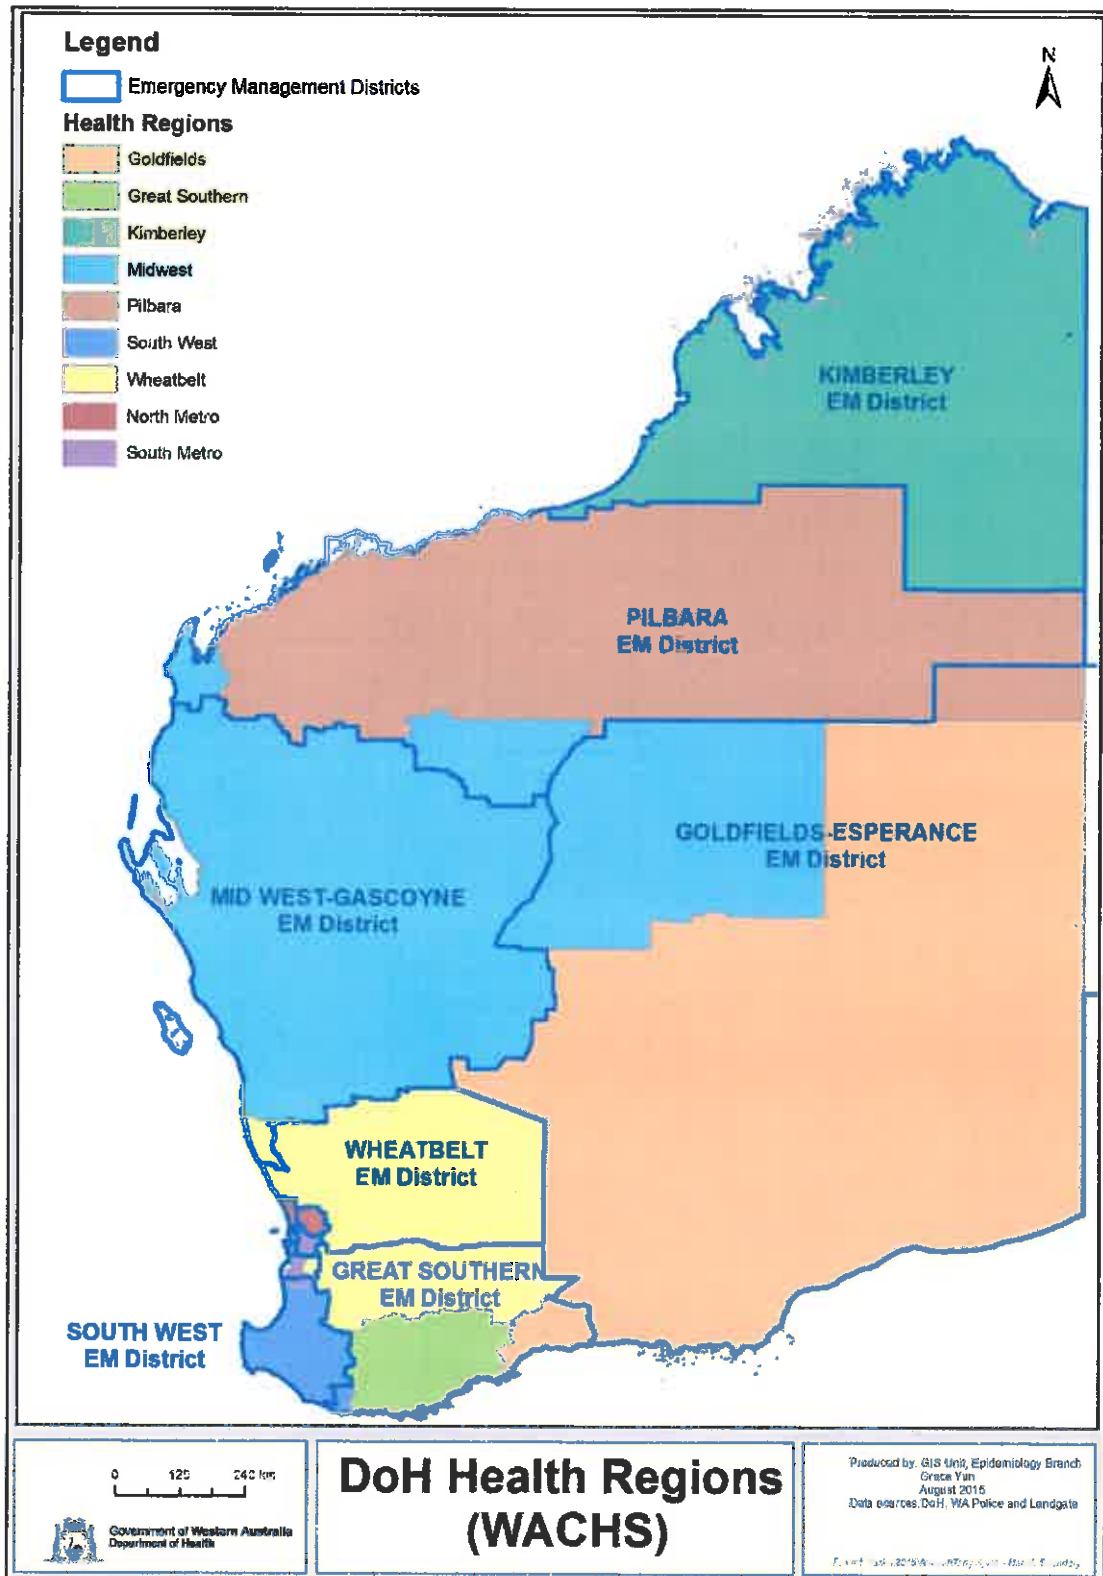 Legend
Emergency Management Districts
Health Regions
Goldfields
Great Southern
Kimberley
Midwest
Pilbara
South West
Wheatbelt
North Metro
South Metro
N
KIMBERLEY
EM District
PILBARA
EM District
GOLDFIELDS-ESPERANCE
EM District
MID WEST-GASCOYNE
EM District
WHEATBELT
EM District
GREAT SOUTHERN
EM District
SOUTH WEST
EM District
0 125 240 km
Government of Western Australia
Department of Health
DoH Health Regions
(WACHS)
Produced by: GIS Unit, Epidemiology Branch
Grace Yun
August 2015
Data sources: DoH, WA Police and Landgate